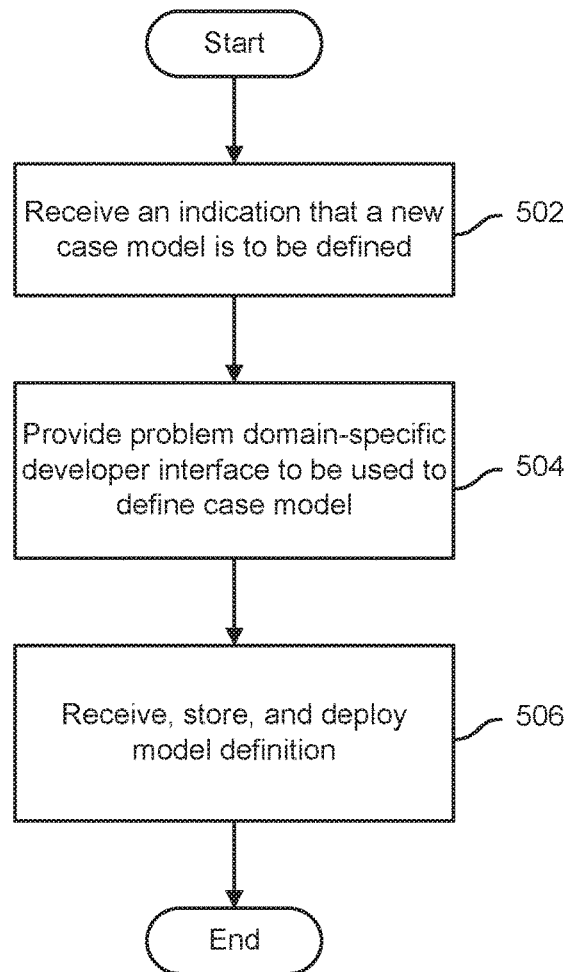 Start
Receive an indication that a new
case model is to be defined
502
Provide problem domain-specific
developer interface to be used to
define case model
504
Receive, store, and deploy
model definition
506
End